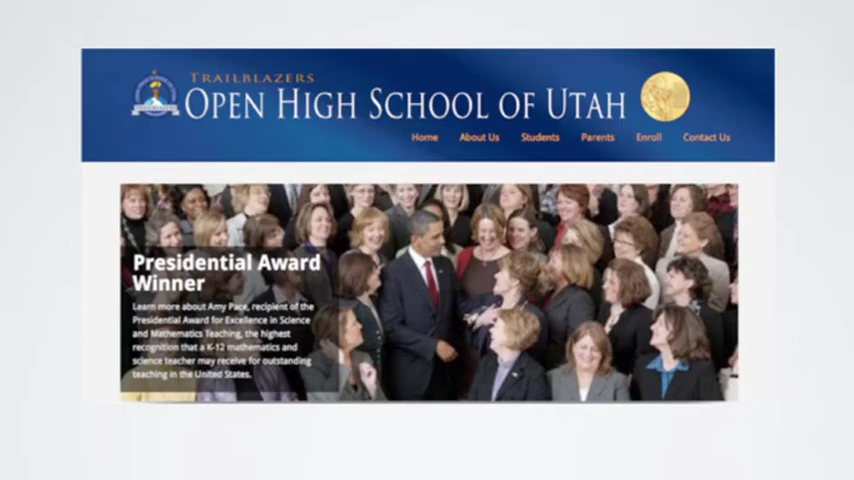 TRAILBLAZERS
OPEN HIGH SCHOOL OF UTAH
Home About Us Students Parents Enroll Contact Us
Presidential Award
Winner
Learn more about Amy Pace, recipient of the
Presidential Award for Excellence in Science
and Mathematics Teaching, the highest
recognition that a K-12 mathematics and
science teacher may receive for outstanding
teaching in the United States.